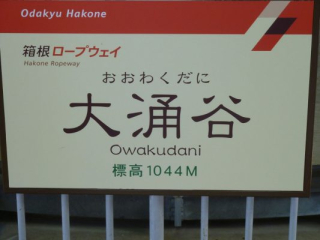 Odakyu Hakone
箱根ロープウェイ
Hakone Ropeway
おおわくだに
大涌谷
Owakudani
標高1044M